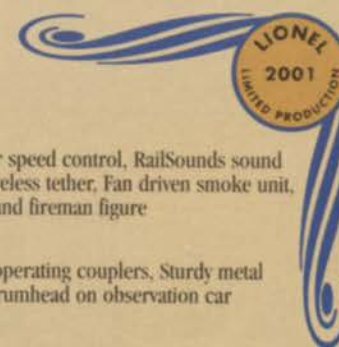 LIONEL
2001
LIMITED PRODUCTION
speed control, RailSounds sound
eless tether, Fan driven smoke unit,
nd fireman figure
operating couplers, Sturdy metal
rumhead on observation car